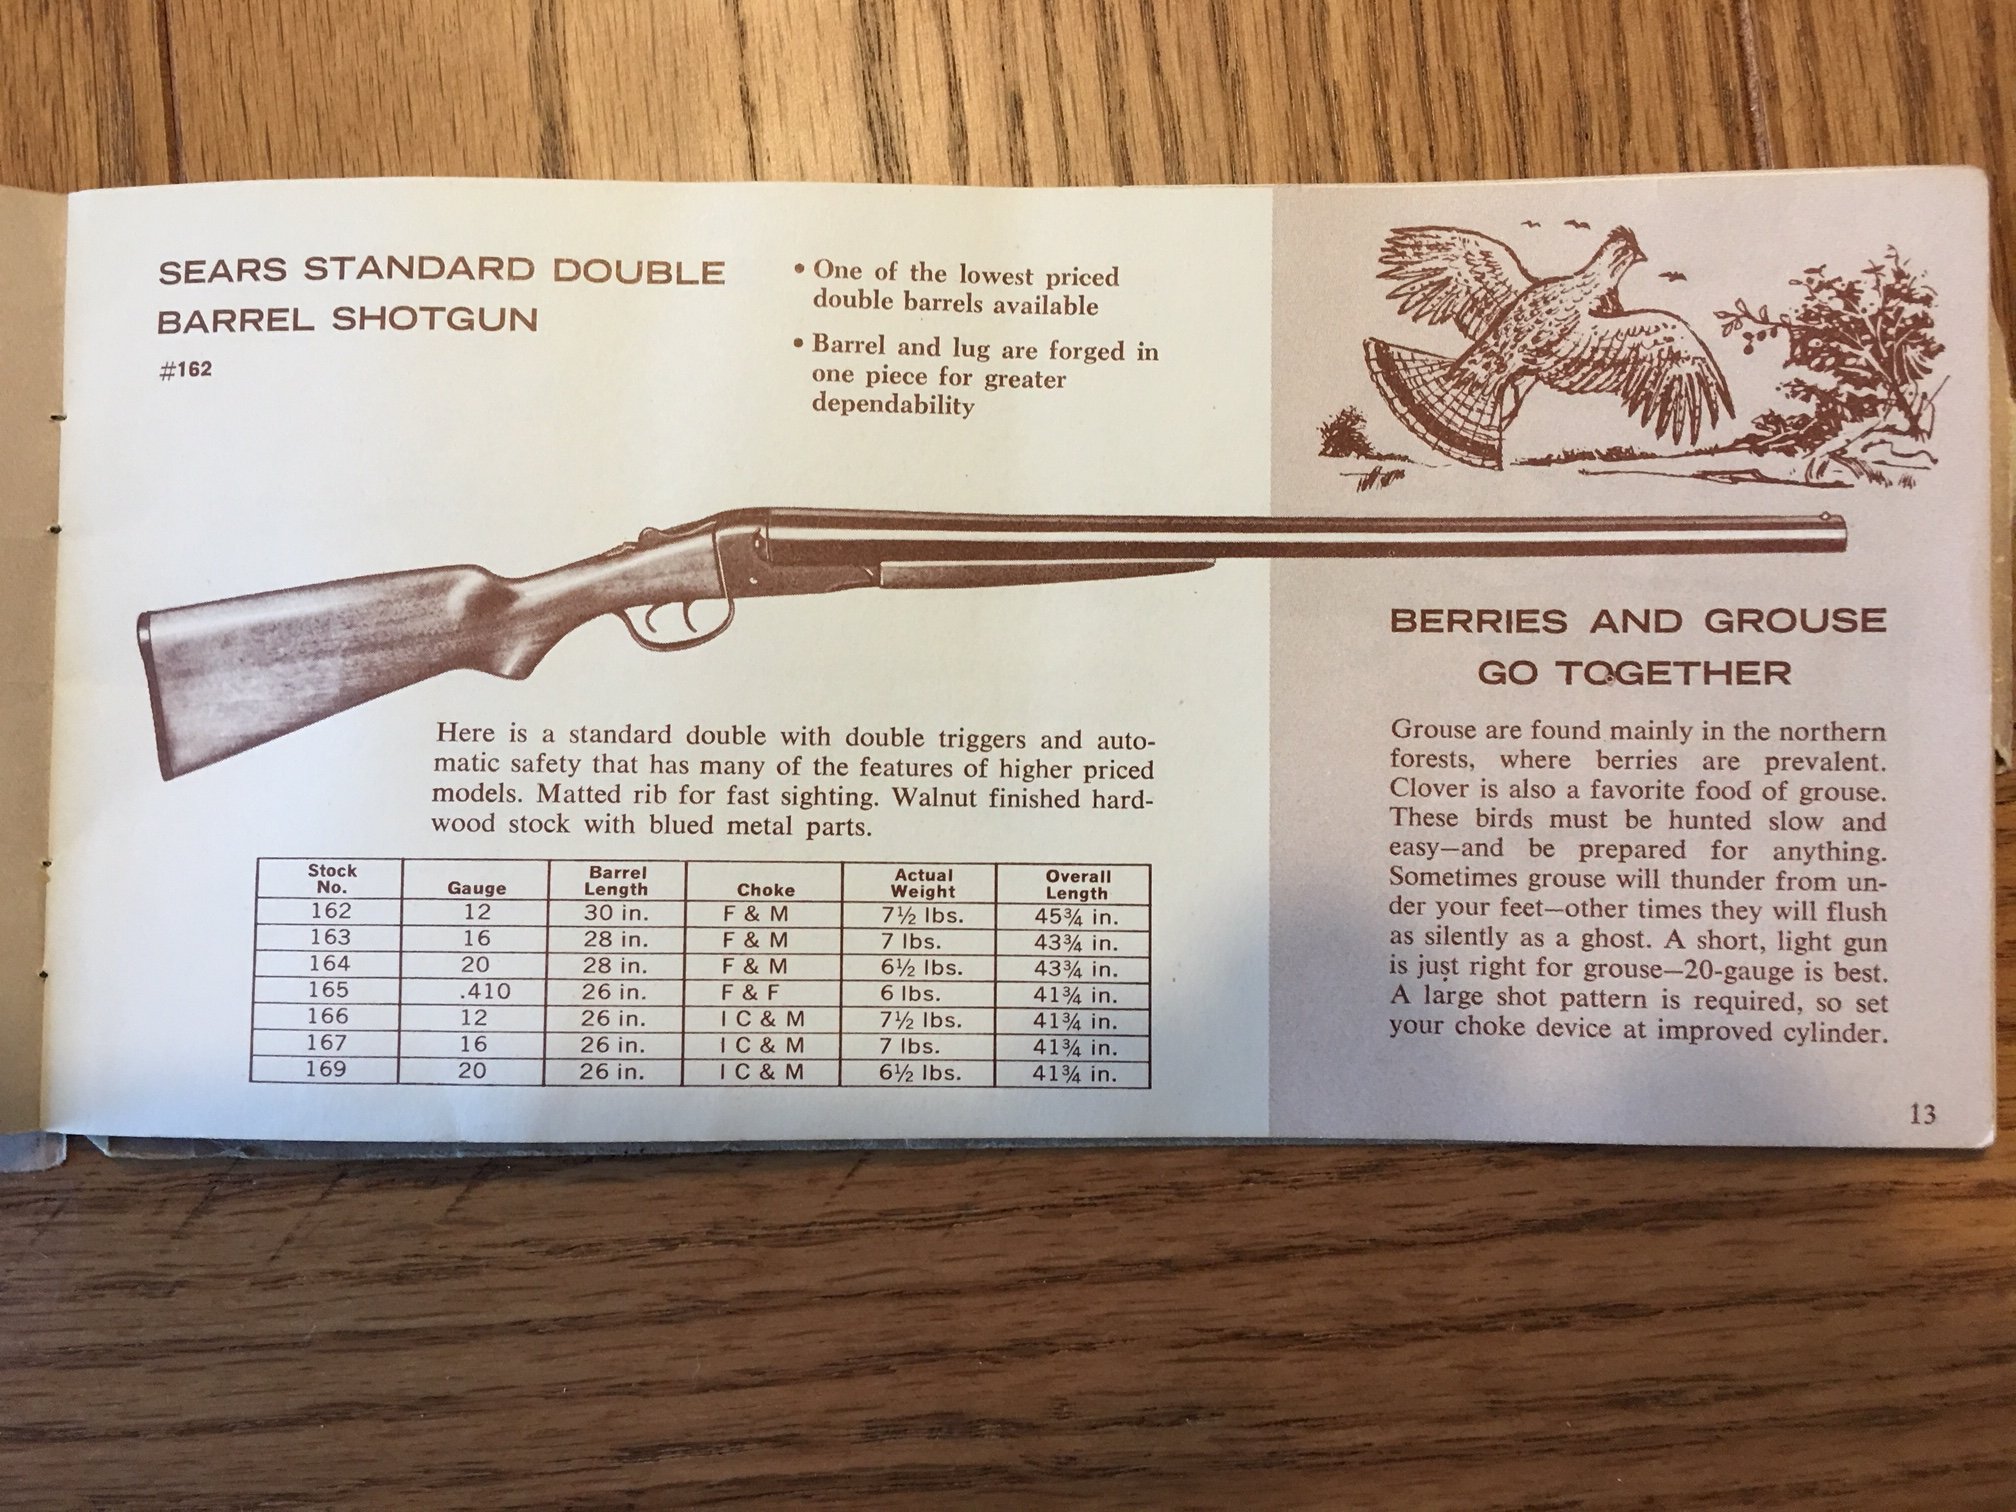 SEARS STANDARD DOUBLE
BARREL SHOTGUN
#162
• One of the lowest priced
double barrels available
• Barrel and lug are forged in
one piece for greater
dependability
Here is a standard double with double triggers and auto-
matic safety that has many of the features of higher priced
models. Matted rib for fast sighting. Walnut finished hard-
wood stock with blued metal parts.
Stock No. Gauge Barrel Length Choke Actual Weight Overall Length
162 12 30 in. F & M 7½ lbs. 45¾ in.
163 16 28 in. F & M 7 lbs. 43¾ in.
164 20 28 in. F & M 6½ lbs. 43¾ in.
165 .410 26 in. F & F 6 lbs. 41¾ in.
166 12 26 in. I C & M 7½ lbs. 41¾ in.
167 16 26 in. I C & M 7 lbs. 41¾ in.
169 20 26 in. I C & M 6½ lbs. 41¾ in.
BERRIES AND GROUSE
GO TOGETHER
Grouse are found mainly in the northern
forests, where berries are prevalent.
Clover is also a favorite food of grouse.
These birds must be hunted slow and
easy—and be prepared for anything.
Sometimes grouse will thunder from un-
der your feet—other times they will flush
as silently as a ghost. A short, light gun
is just right for grouse—20-gauge is best.
A large shot pattern is required, so set
your choke device at improved cylinder.
13